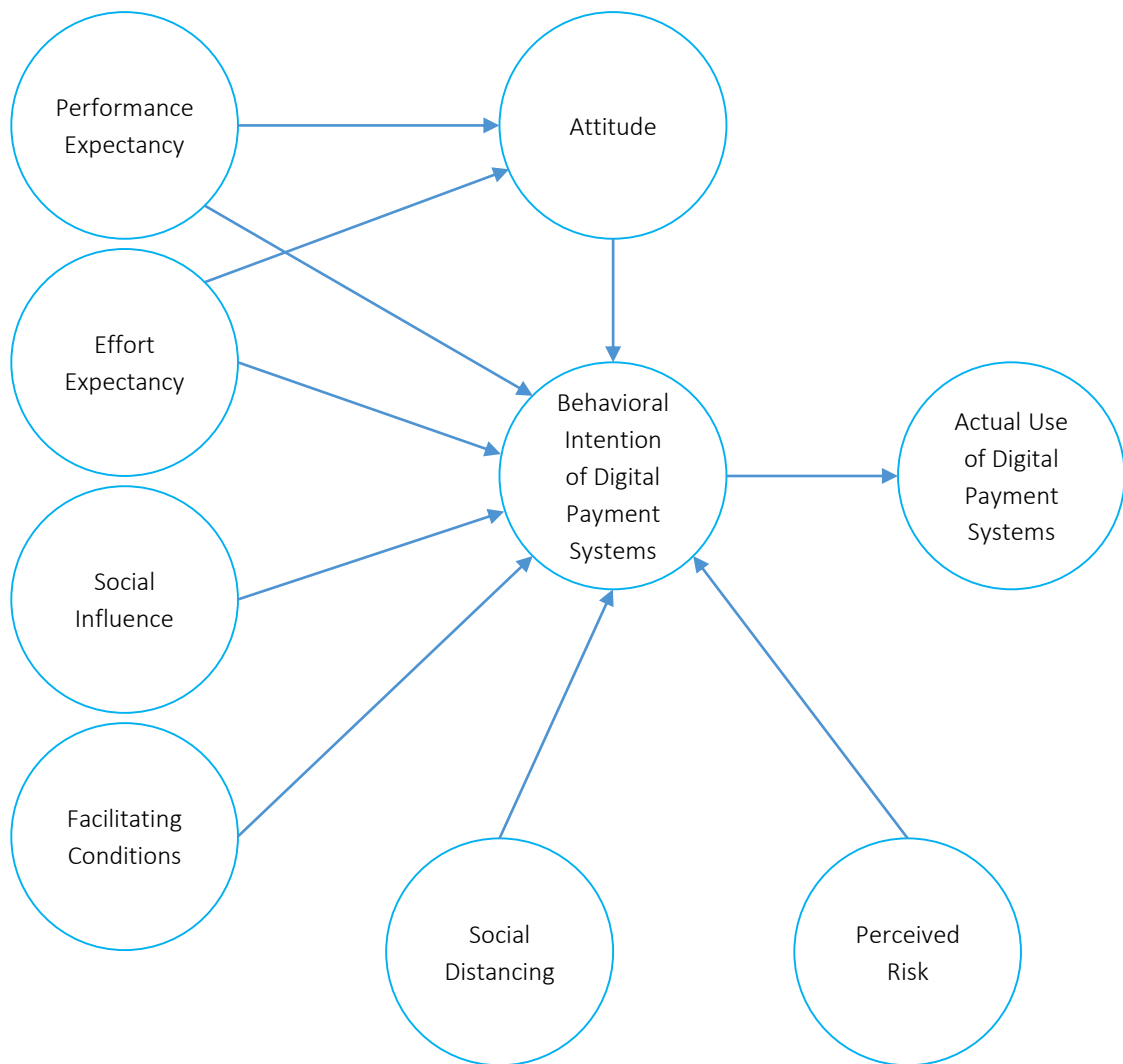 Performance
Expectancy
Attitude
Effort
Expectancy
Behavioral
Intention
of Digital
Payment
Systems
Actual Use
of Digital
Payment
Systems
Social
Influence
Facilitating
Conditions
Social
Distancing
Perceived
Risk